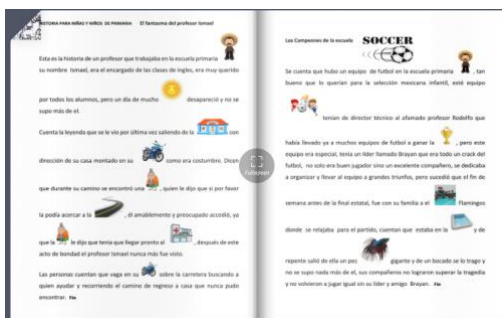 HISTORIA PARA NIÑAS Y NIÑOS DE PRIMARIA El fantasma del profesor Ismael
Esta es la historia de un profesor que trabajaba en la escuela primaria
su nombre Ismael, era el encargado de las clases de ingles, era muy querido
por todos los alumnos, pero un día de mucho desapareció y no se
supo más de el.
Cuenta la leyenda que se le vio por última vez saliendo de la con
dirección de su casa montado en su como era costumbre. Dicen
que durante su camino se encontró una , quien le dijo que si por favor
la podía acercar a la , él amablemente y preocupado accedió, ya
que la le dijo que tenia que llegar pronto al , después de este
acto de bondad el profesor Ismael nunca más fue visto.
Las personas cuentan que vaga en su sobre la carretera buscando a
quien ayudar y recorriendo el camino de regreso a casa que nunca pudo
encontrar. Fin
Los Campeones de la escuela SOCCER
Se cuenta que hubo un equipo de futbol en la escuela primaria , tan
bueno que lo querían para la selección mexicana infantil, esté equipo
tenían de director técnico al afamado profesor Rodolfo que
había llevado ya a muchos equipos de futbol a ganar la , pero este
equipo era especial, tenía un líder llamado Brayan que era todo un crack del
futbol, no solo era buen jugador sino un excelente compañero, se dedicaba
a organizar y llevar al equipo a grandes triunfos, pero sucedió que el fin de
semana antes de la final estatal, fue con su familia a el Flamingos
donde se relajaba para el partido, cuentan que estaba en la y de
repente salió de ella un pes gigante y de un bocado se lo trago y
no se supo nada más de el, sus compañeros no lograron superar la tragedia
y no volvieron a jugar igual sin su líder y amigo Brayan. Fin
Fullscreen